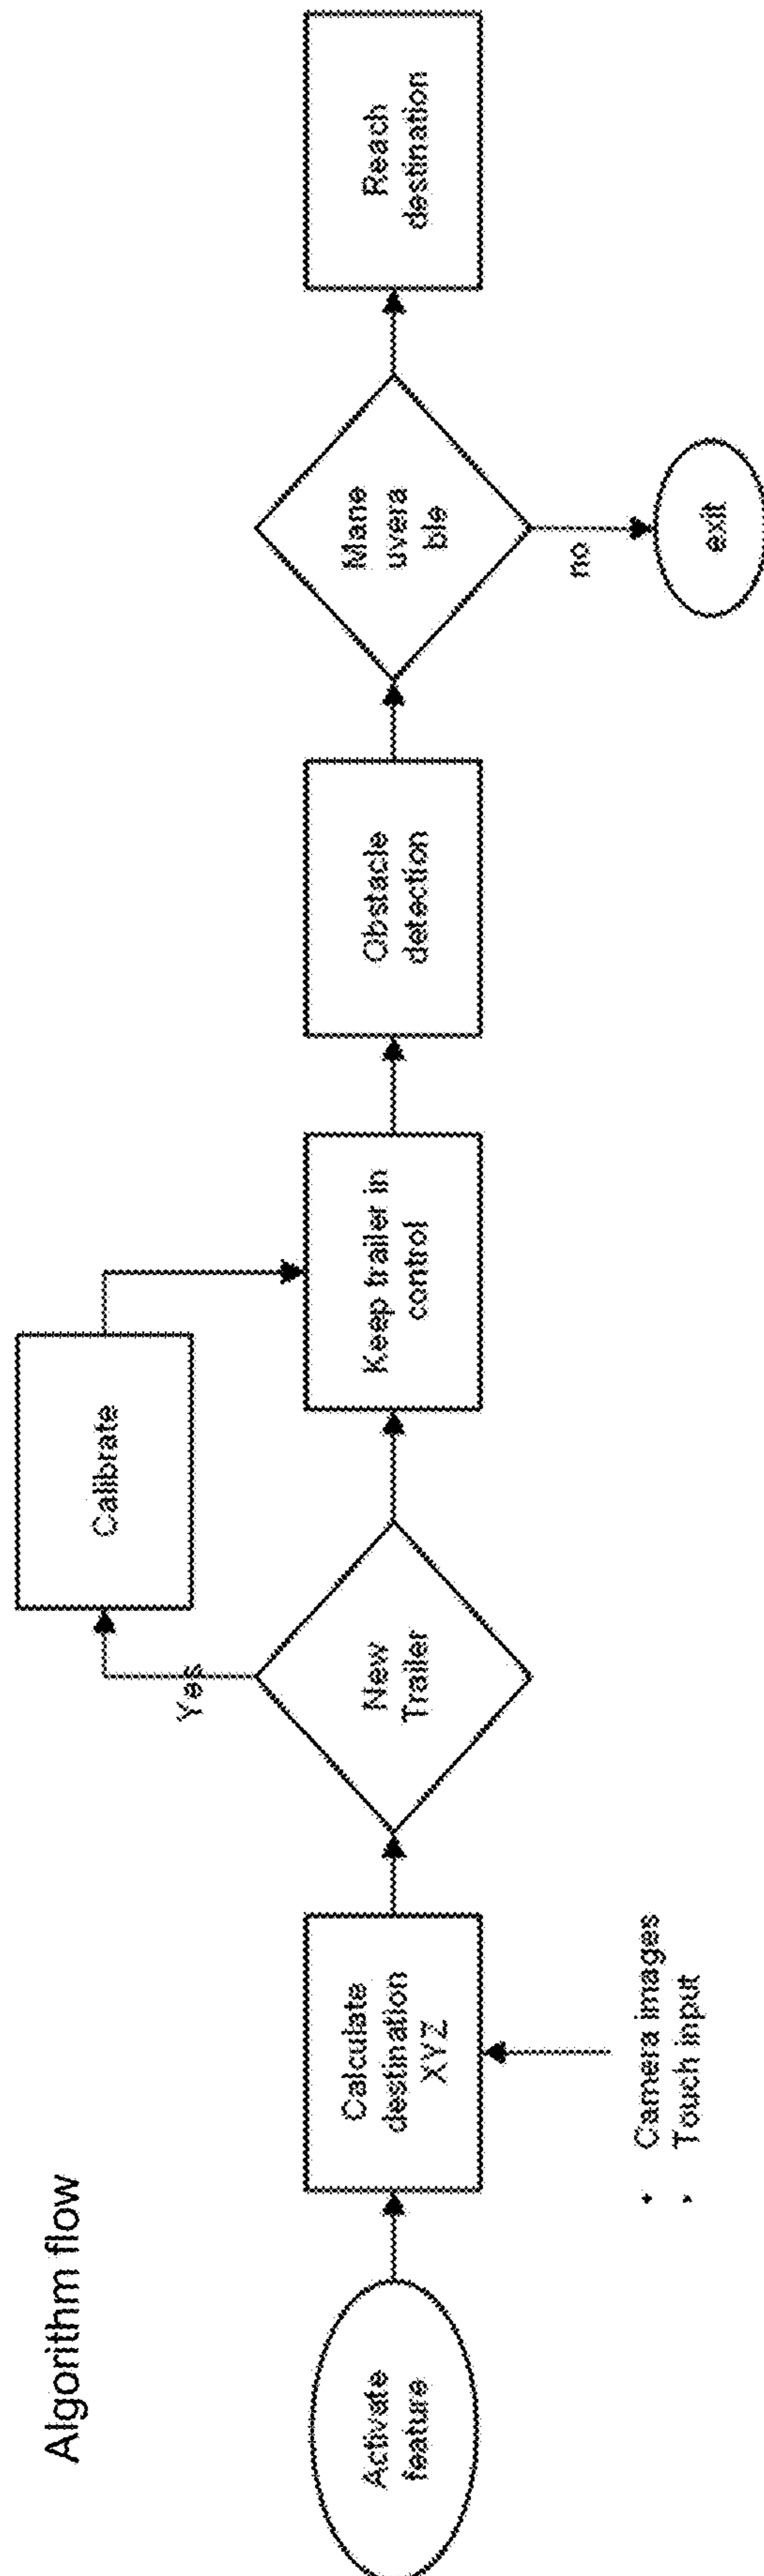 Algorithm flow
Activate
feature
Calculate
destination
XYZ
Camera images
Touch input
New
Trailer
Yes
Calibrate
Keep trailer in
control
Obstacle
detection
Mane
uvera
ble
no
exit
Reach
destination